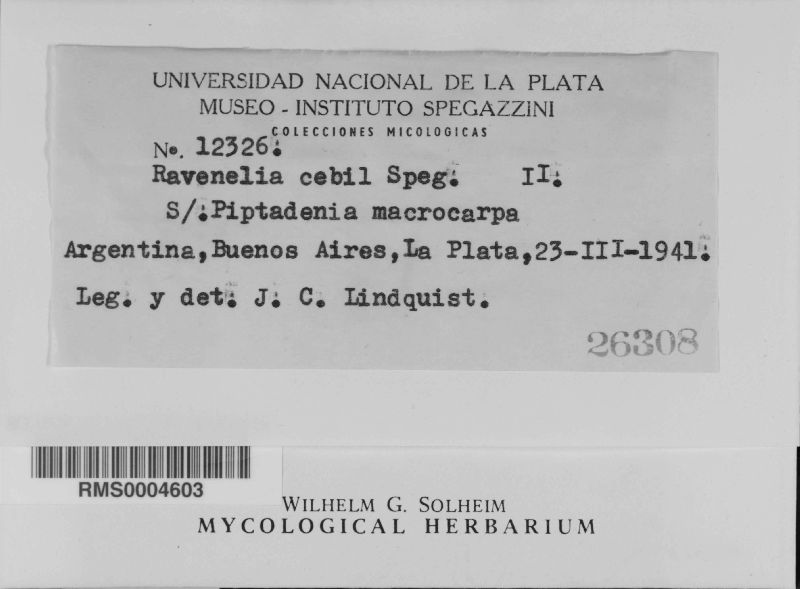 UNIVERSIDAD NACIONAL DE LA PLATA
MUSEO - INSTITUTO SPEGAZZINI
COLECCIONES MICOLOGICAS
No. 12326.
Ravenelia cebil Speg. II.
S/.Piptadenia macrocarpa
Argentina,Buenos Aires,La Plata,23-III-1941.
Leg. y det. J. C. Lindquist.
26308
RMS0004603
WILHELM G. SOLHEIM
MYCOLOGICAL HERBARIUM